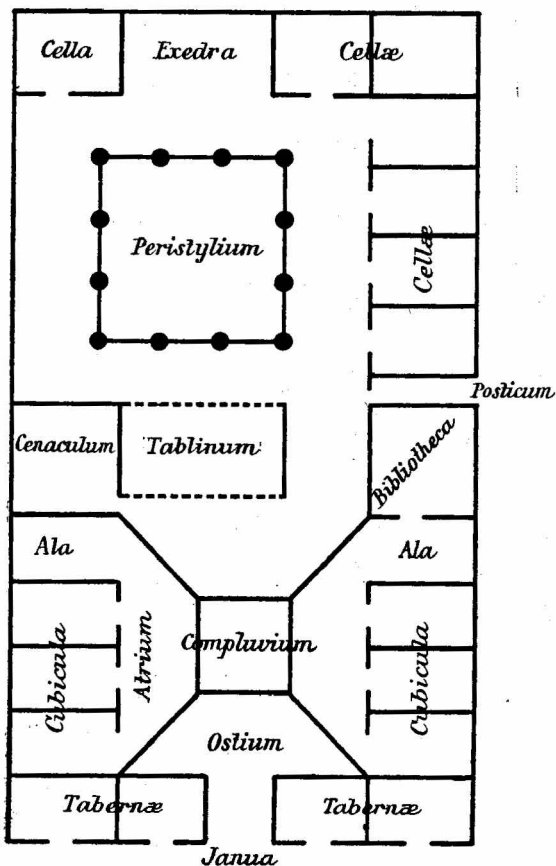 Cella
Exedra
Cellæ
Peristylium
Cellæ
Posticum
Cenaculum
Tablinum
Bibliotheca
Ala
Ala
Cubicula
Atrium
Compluvium
Cubicula
Ostium
Tabernæ
Tabernæ
Janua